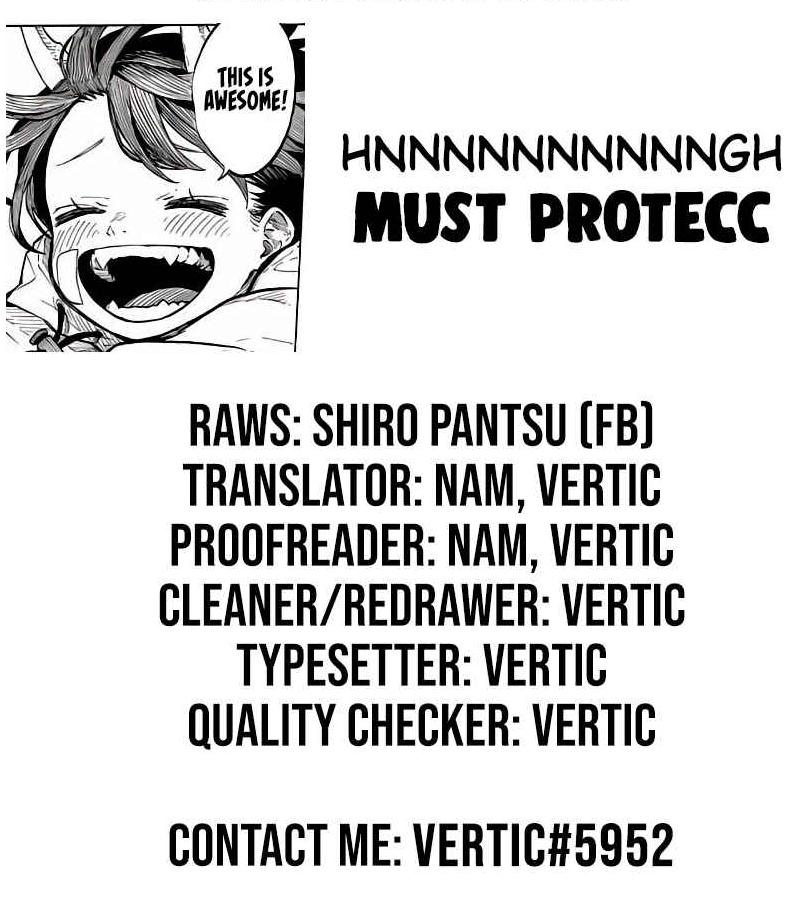 THIS IS
AWESOME!
HNNNNNNNNNNNGH
MUST PROTECC
RAWS: SHIRO PANTSU (FB)
TRANSLATOR: NAM, VERTIC
PROOFREADER: NAM, VERTIC
CLEANER/REDRAWER: VERTIC
TYPESETTER: VERTIC
QUALITY CHECKER: VERTIC
CONTACT ME: VERTIC#5952